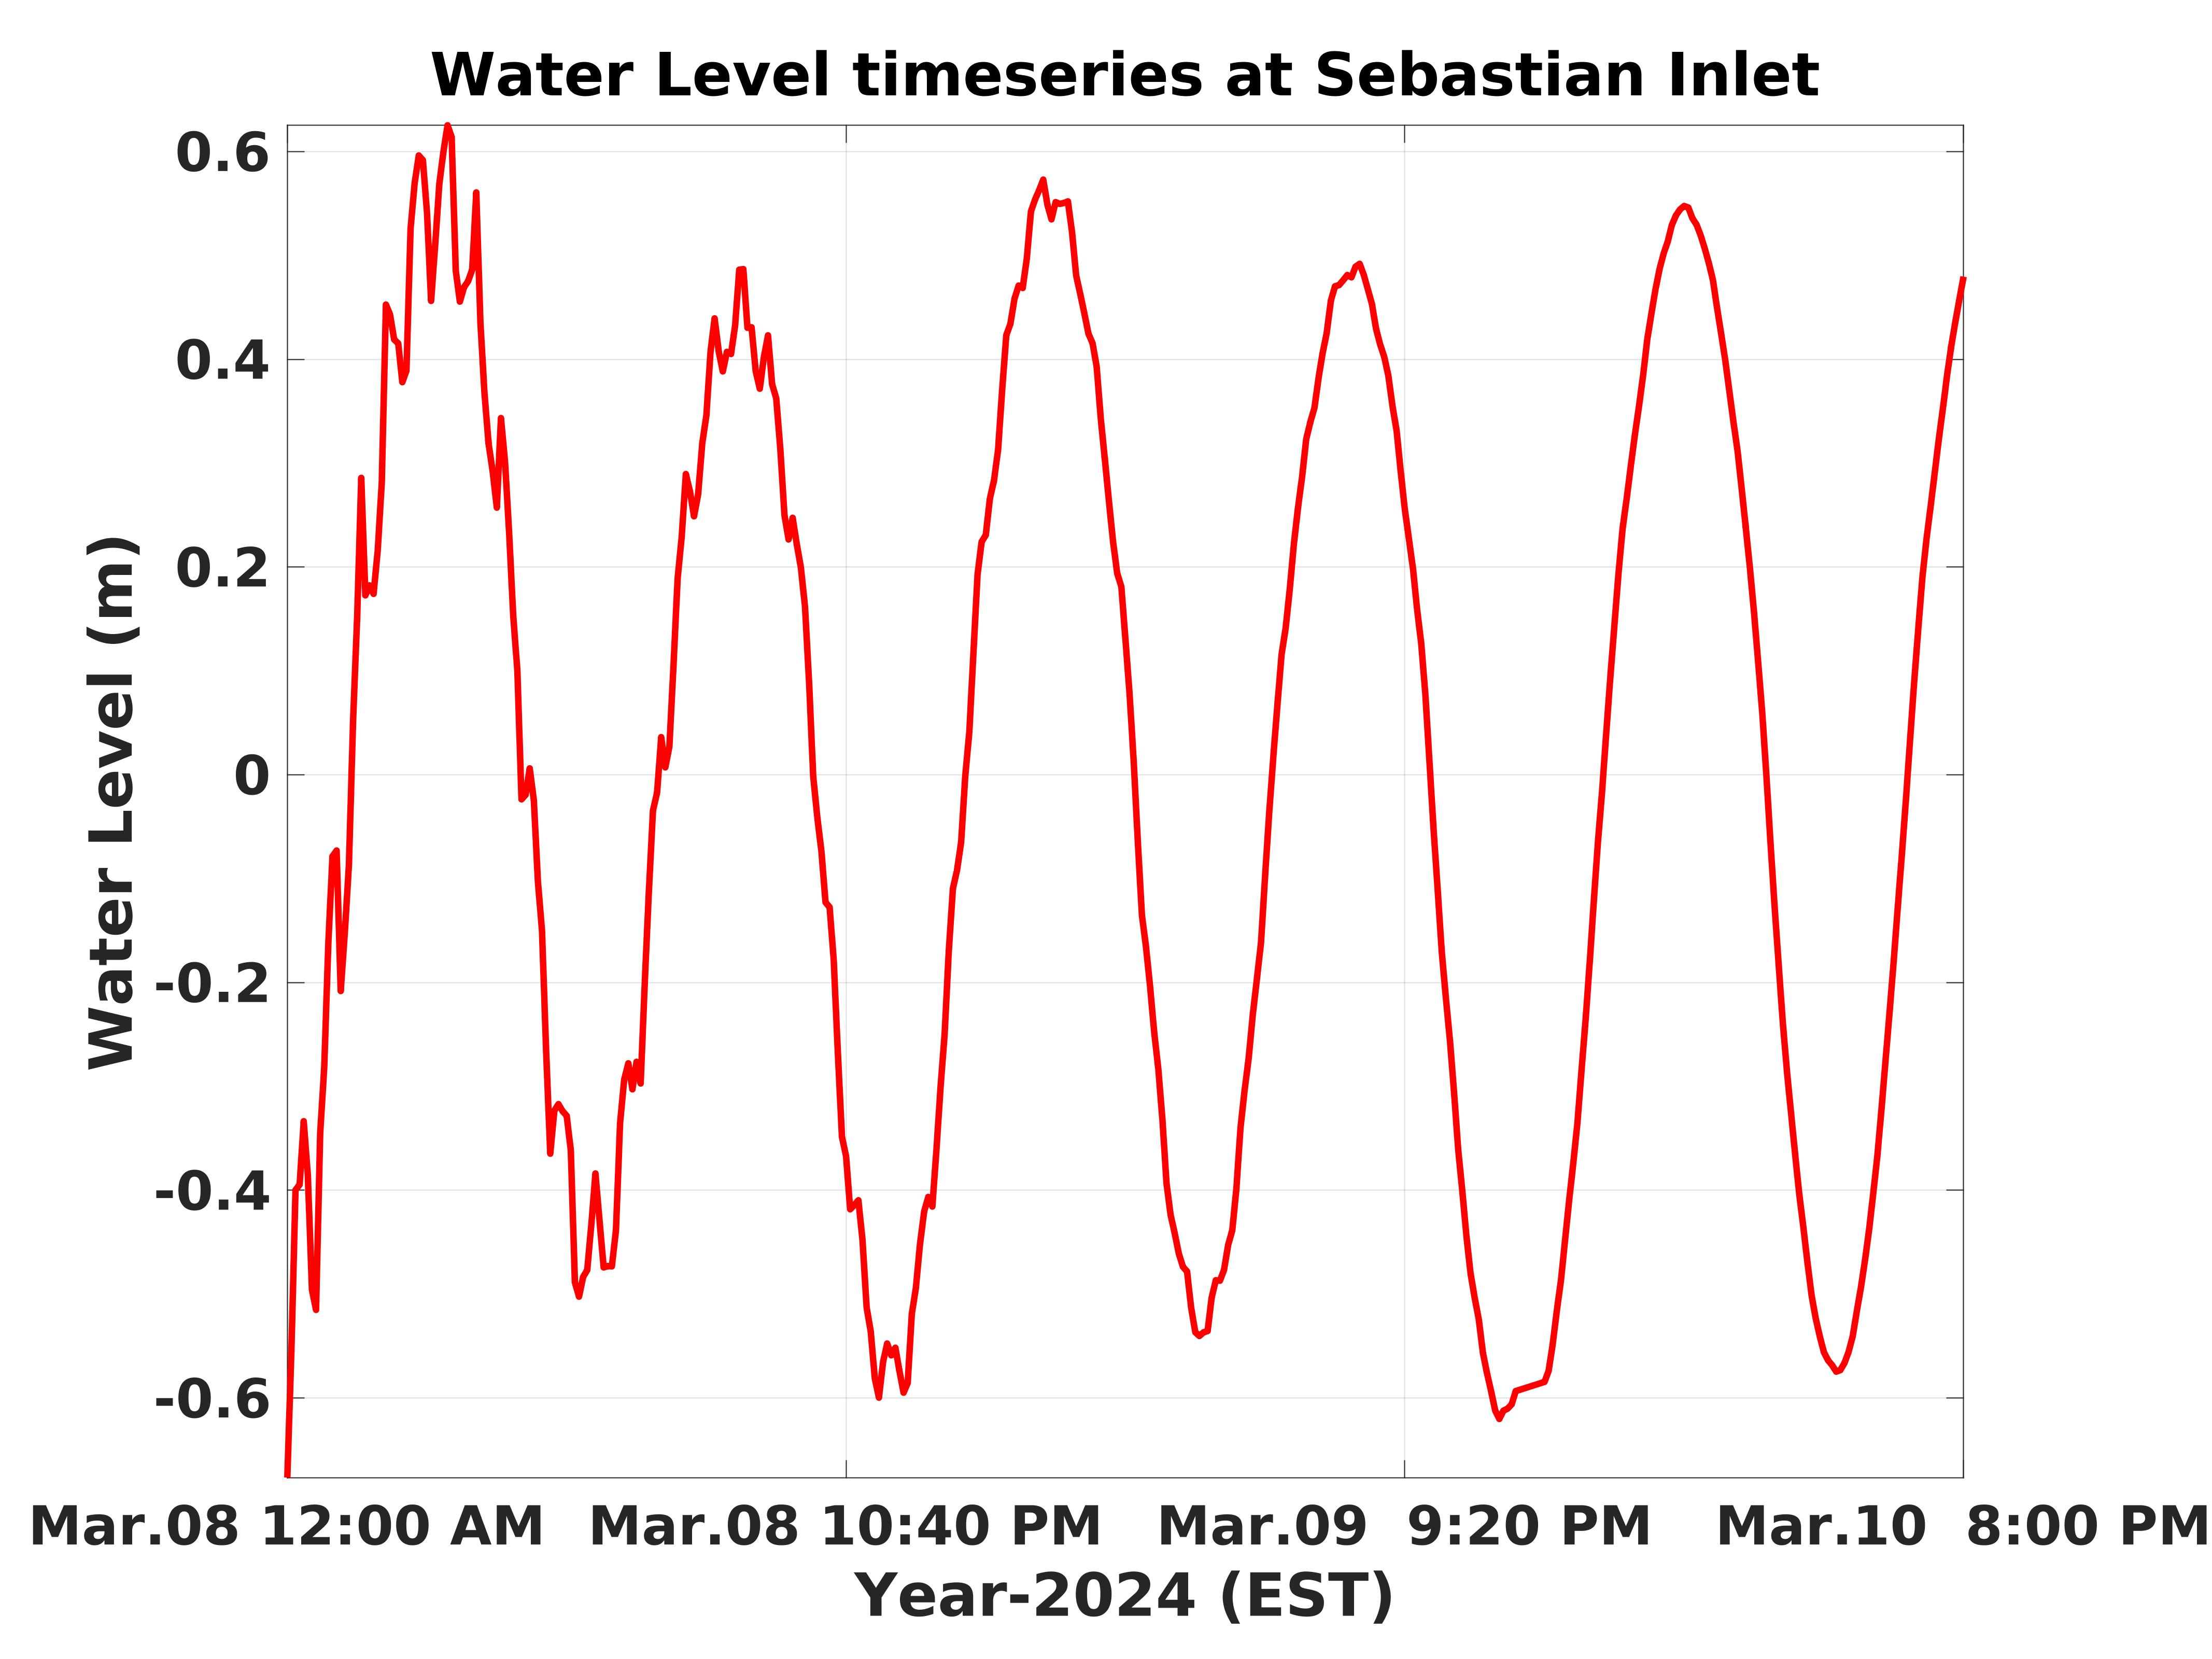 Water Level timeseries at Sebastian Inlet
0.6
0.4
0.2
0
-0.2
-0.4
-0.6
Water Level (m)
Mar.08 12:00 AM Mar.08 10:40 PM Mar.09 9:20 PM Mar.10 8:00 PM
Year-2024 (EST)